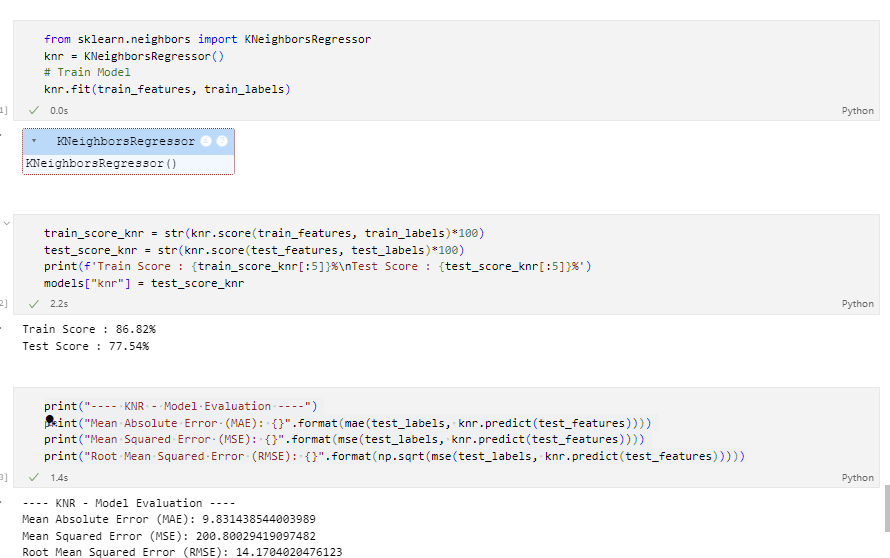 from sklearn.neighbors import KNeighborsRegressor
knr = KNeighborsRegressor()
# Train Model
knr.fit(train_features, train_labels)
1] ✓ 0.0s Python
KNeighborsRegressor
KNeighborsRegressor()
train_score_knr = str(knr.score(train_features, train_labels)*100)
test_score_knr = str(knr.score(test_features, test_labels)*100)
print(f'Train Score : {train_score_knr[:5]}%\nTest Score : {test_score_knr[:5]}%')
models["knr"] = test_score_knr
2] ✓ 2.2s Python
Train Score : 86.82%
Test Score : 77.54%
print("---- KNR - Model Evaluation ----")
print("Mean Absolute Error (MAE): {}".format(mae(test_labels, knr.predict(test_features))))
print("Mean Squared Error (MSE): {}".format(mse(test_labels, knr.predict(test_features))))
print("Root Mean Squared Error (RMSE): {}".format(np.sqrt(mse(test_labels, knr.predict(test_features)))))
3] ✓ 1.4s Python
---- KNR - Model Evaluation ----
Mean Absolute Error (MAE): 9.831438544003989
Mean Squared Error (MSE): 200.80029419097482
Root Mean Squared Error (RMSE): 14.1704020476123